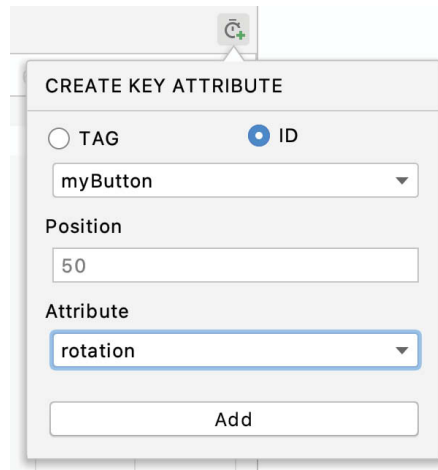 CREATE KEY ATTRIBUTE
TAG ID
myButton
Position
50
Attribute
rotation
Add